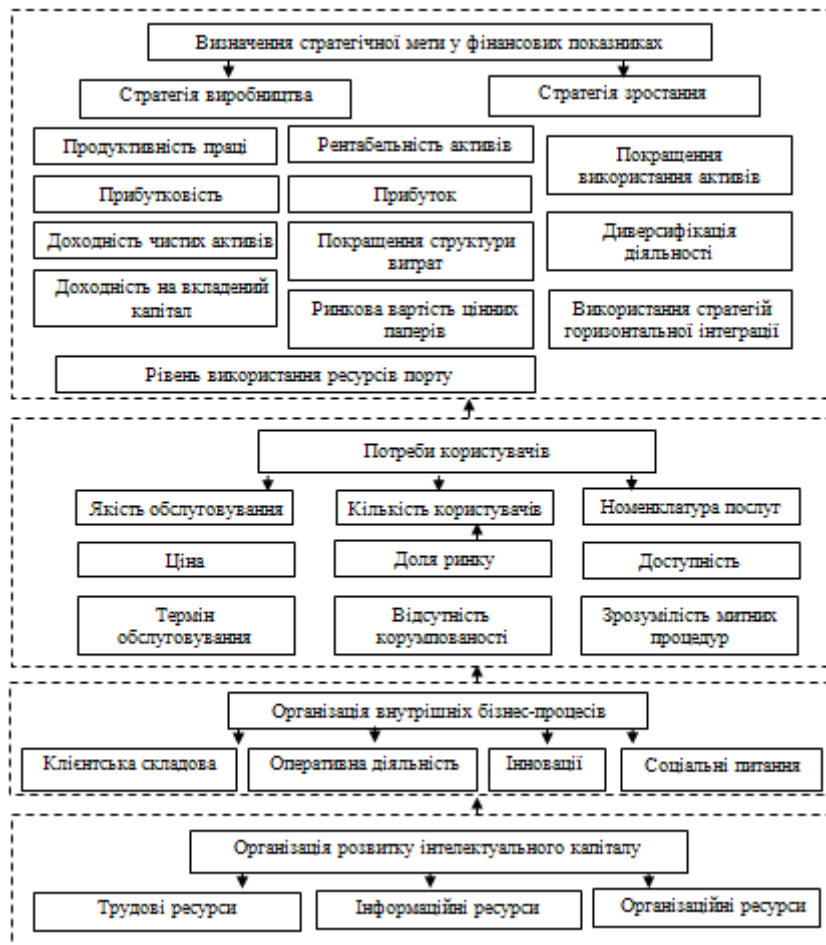 Визначення стратегічної мети у фінансових показниках
Стратегія виробництва
Стратегія зростання
Продуктивність праці
Рентабельність активів
Покращення
використання активів
Прибутковість
Прибуток
Доходність чистих активів
Покращення структури
витрат
Диверсифікація
діяльності
Доходність на вкладений
капітал
Ринкова вартість цінних
паперів
Використання стратегій
горизонтальної інтеграції
Рівень використання ресурсів порту
Потреби користувачів
Якість обслуговування
Кількість користувачів
Номенклатура послуг
Ціна
Доля ринку
Доступність
Термін
обслуговування
Відсутність
корумпованості
Зрозумілість митних
процедур
Організація внутрішніх бізнес-процесів
Клієнтська складова
Оперативна діяльність
Інновації
Соціальні питання
Організація розвитку інтелектуального капіталу
Трудові ресурси
Інформаційні ресурси
Організаційні ресурси